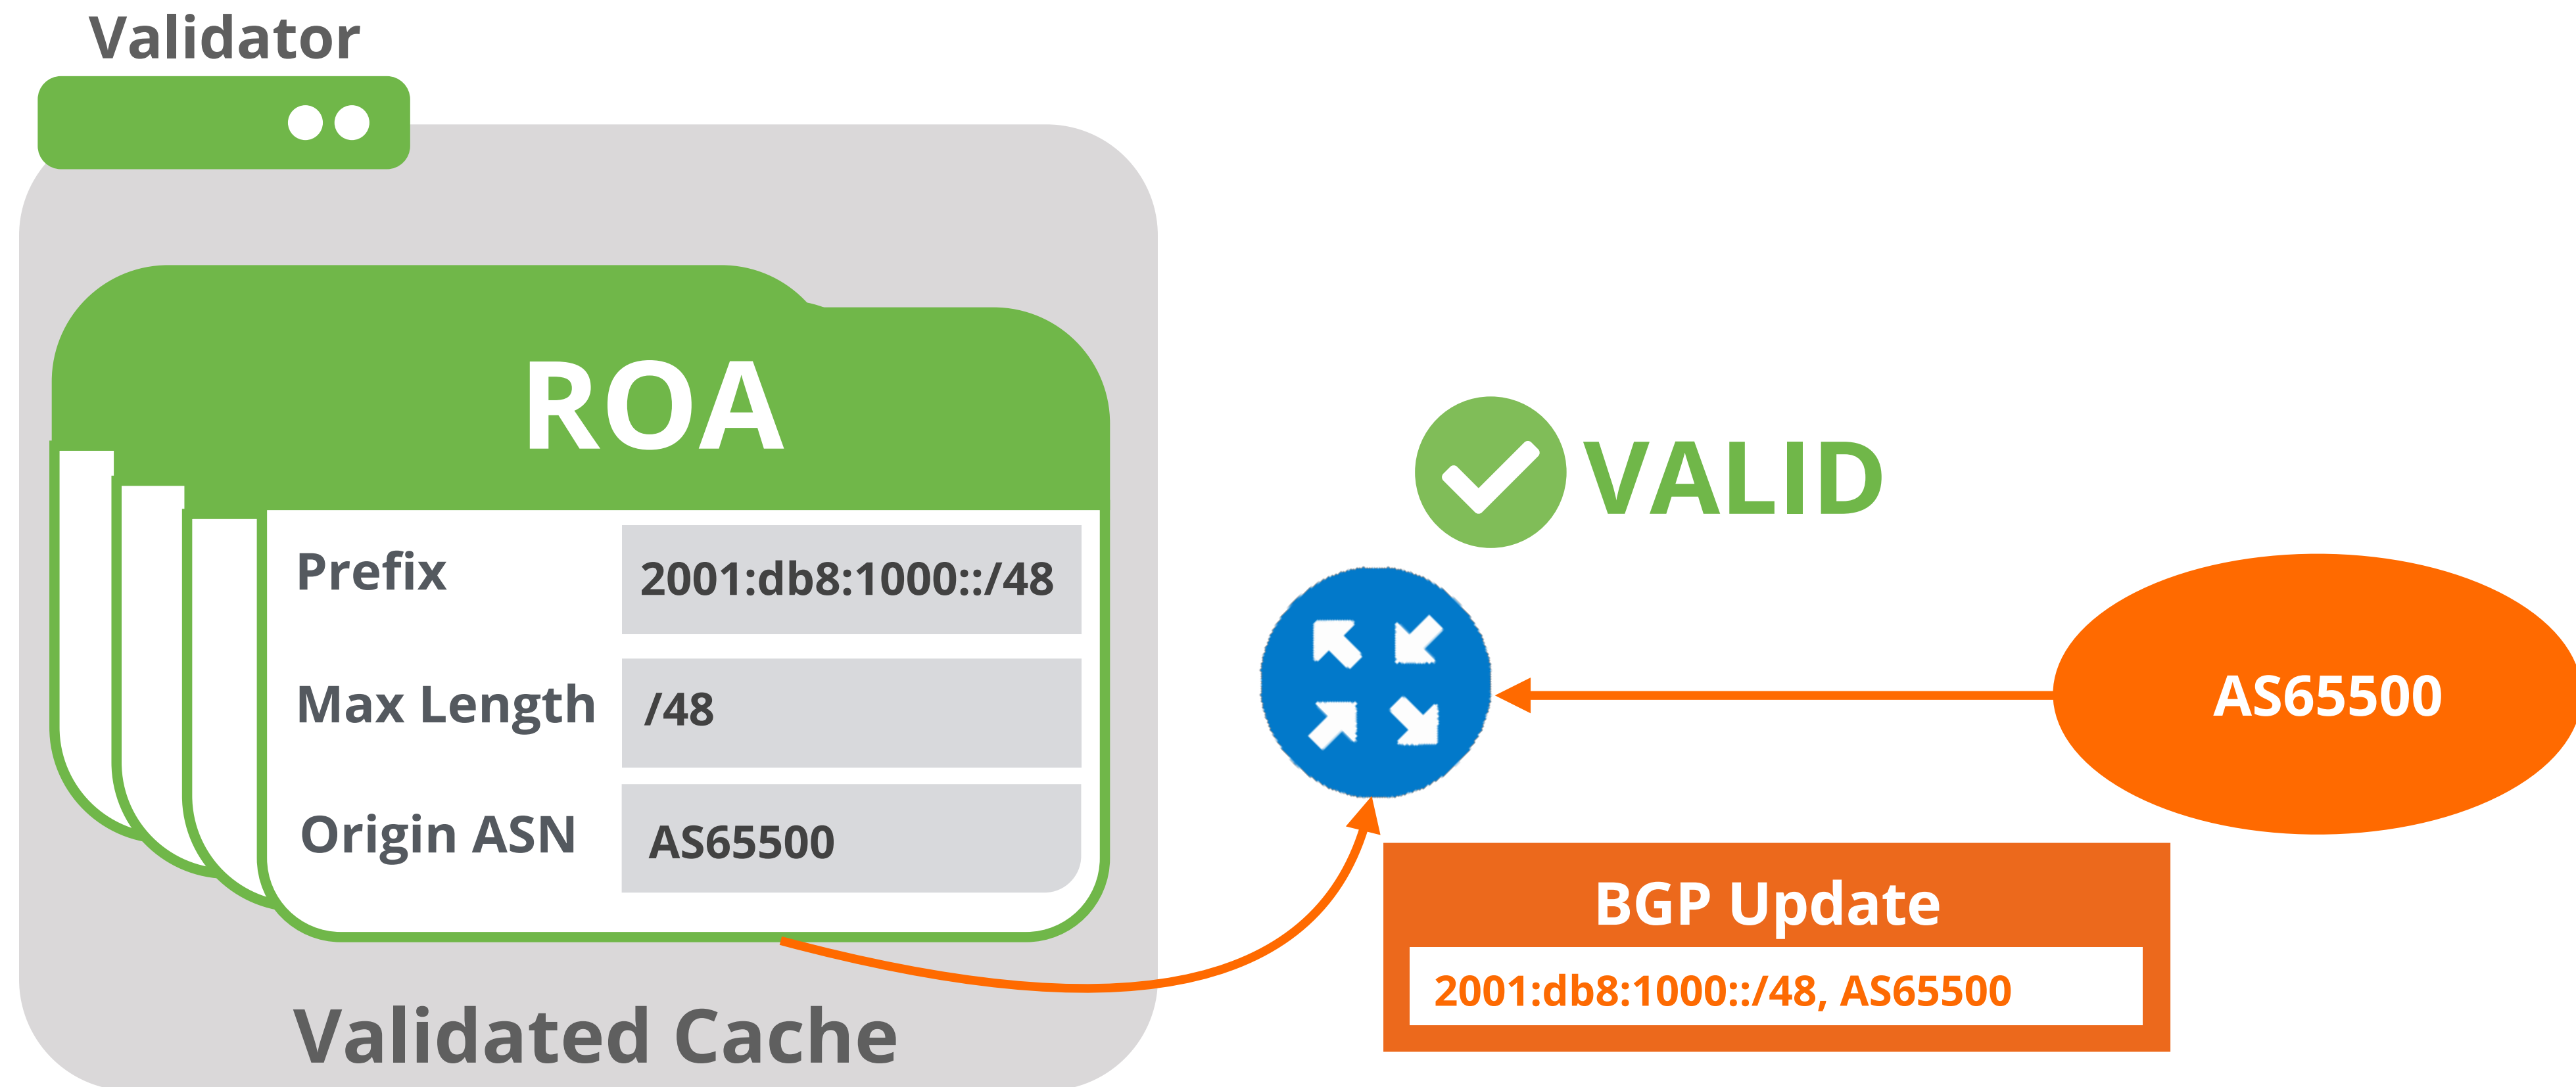 Validator
ROA
Prefix
2001:db8:1000::/48
Max Length
/48
Origin ASN
AS65500
Validated Cache
VALID
AS65500
BGP Update
2001:db8:1000::/48, AS65500